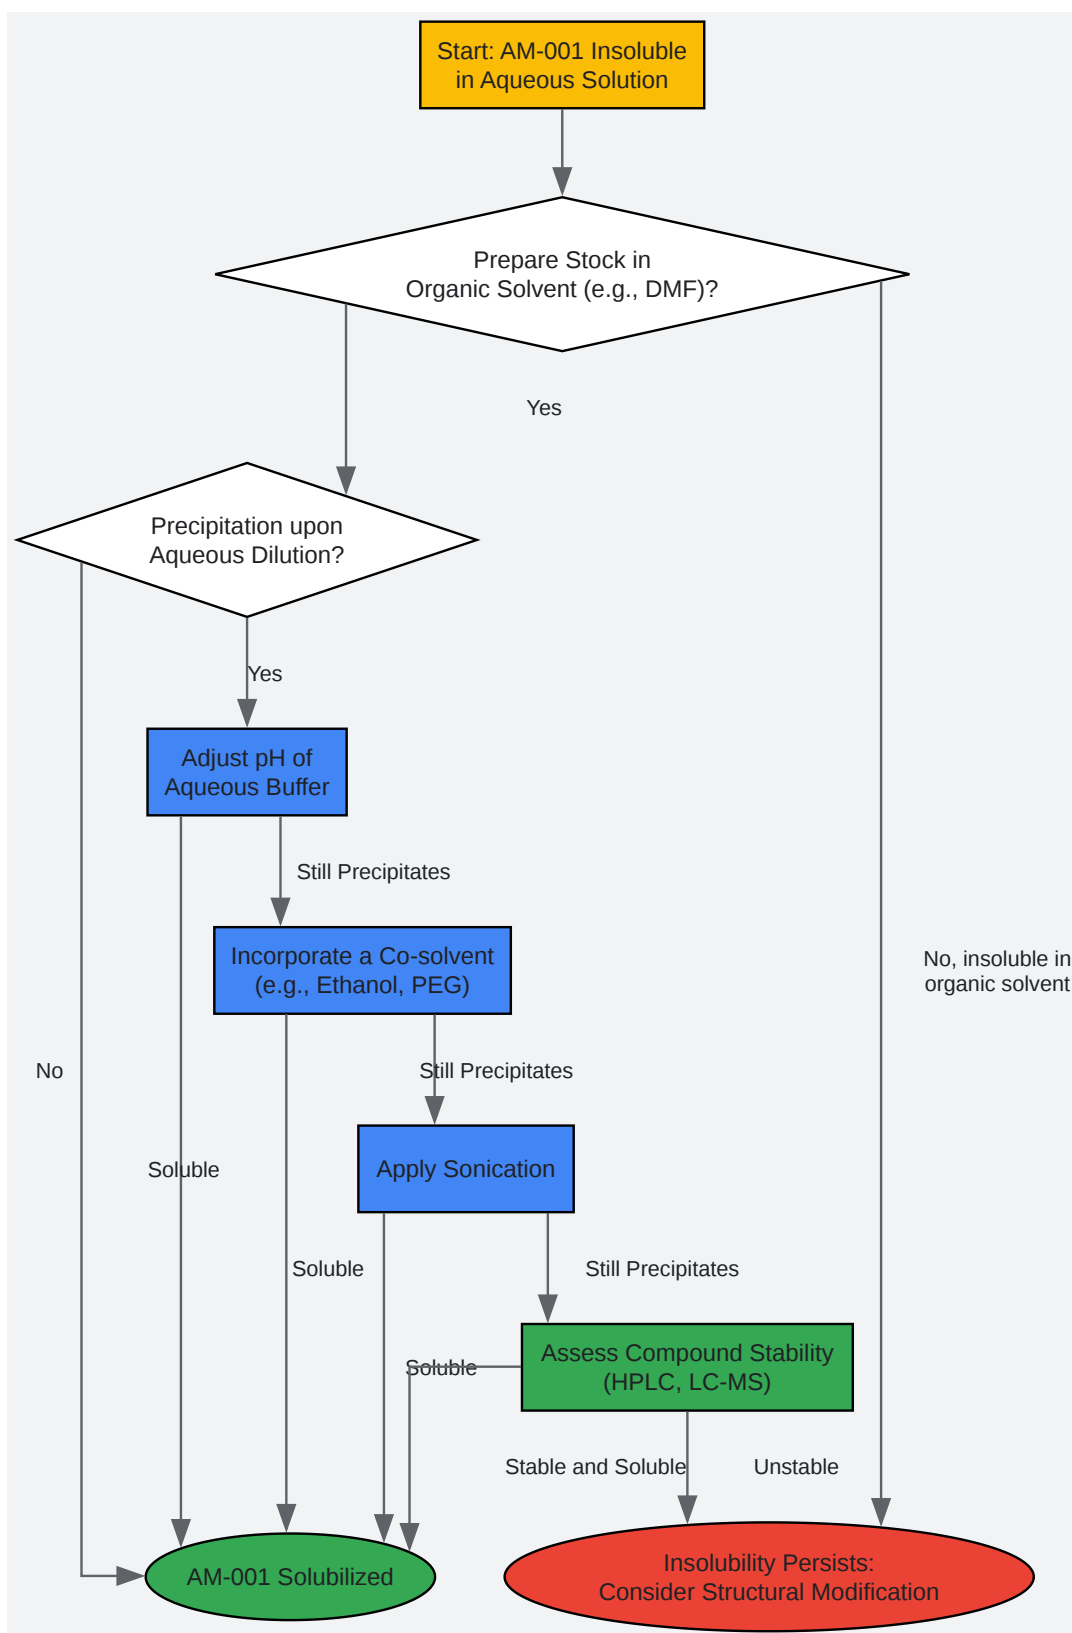 Start: AM-001 Insoluble
in Aqueous Solution
Prepare Stock in
Organic Solvent (e.g., DMF)?
Yes
Precipitation upon
Aqueous Dilution?
Yes
Adjust pH of
Aqueous Buffer
Still Precipitates
Incorporate a Co-solvent
(e.g., Ethanol, PEG)
No, insoluble in
organic solvent
No
Still Precipitates
Soluble
Apply Sonication
Soluble
Still Precipitates
Soluble
Assess Compound Stability
(HPLC, LC-MS)
Stable and Soluble
Unstable
AM-001 Solubilized
Insolubility Persists:
Consider Structural Modification